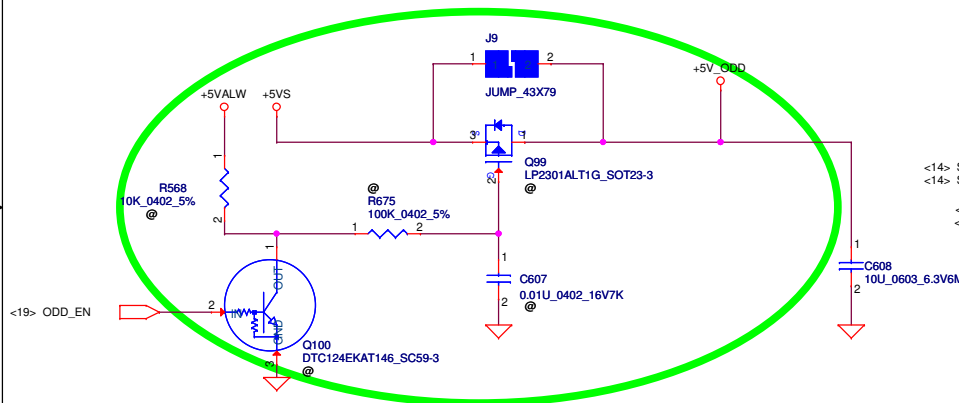 J9
1
1 2
2
JUMP_43X79
+5VALW
+5VS
+5V_ODD
3
1
Q99
LP2301ALT1G_SOT23-3
@
2
1
R568
10K_0402_5%
@
2
@
R675
100K_0402_5%
1
2
1
C607
0.01U_0402_16V7K
@
2
1
C608
10U_0603_6.3V6M
2
1
OUT
<19> ODD_EN
2
IN
GND
3
Q100
DTC124EKAT146_SC59-3
@
<14> S
<14> S
<
<